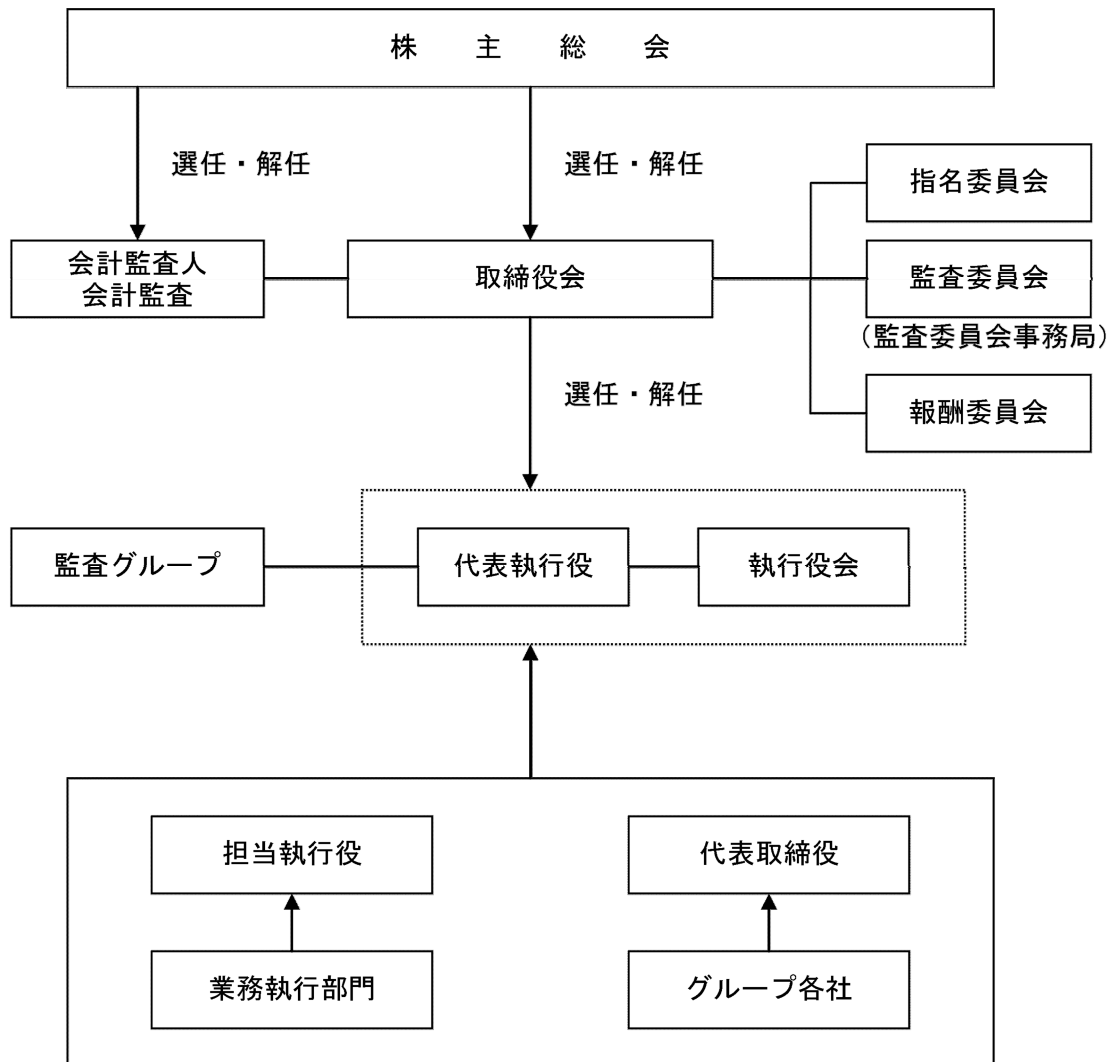 株主総会
選任・解任
選任・解任
指名委員会
会計監査人
会計監査
取締役会
監査委員会
（監査委員会事務局）
選任・解任
報酬委員会
監査グループ
代表執行役
執行役会
担当執行役
代表取締役
業務執行部門
グループ各社